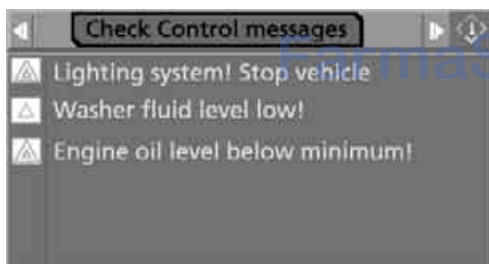 Check Control messages
Lighting system! Stop vehicle
Washer fluid level low!
Engine oil level below minimum!